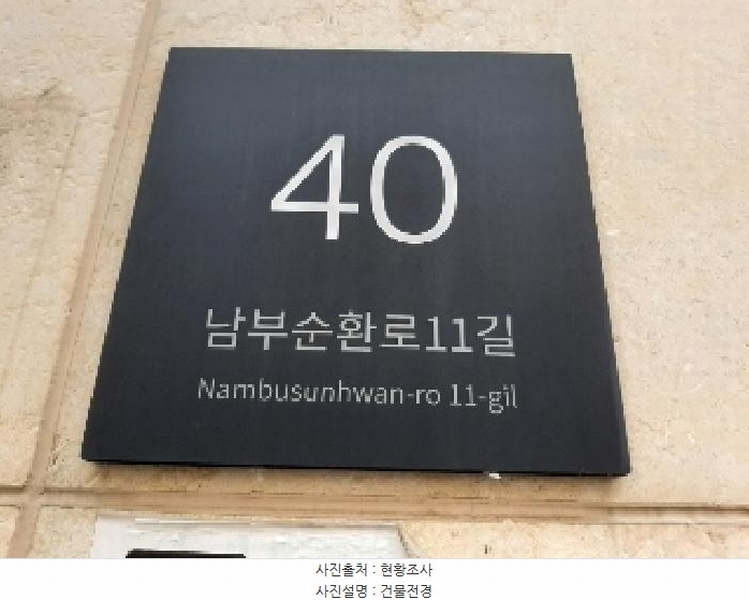 40
남부순환로11길
Nambusunhwan-ro 11-gil
사진출처 : 현황조사
사진설명 : 건물전경